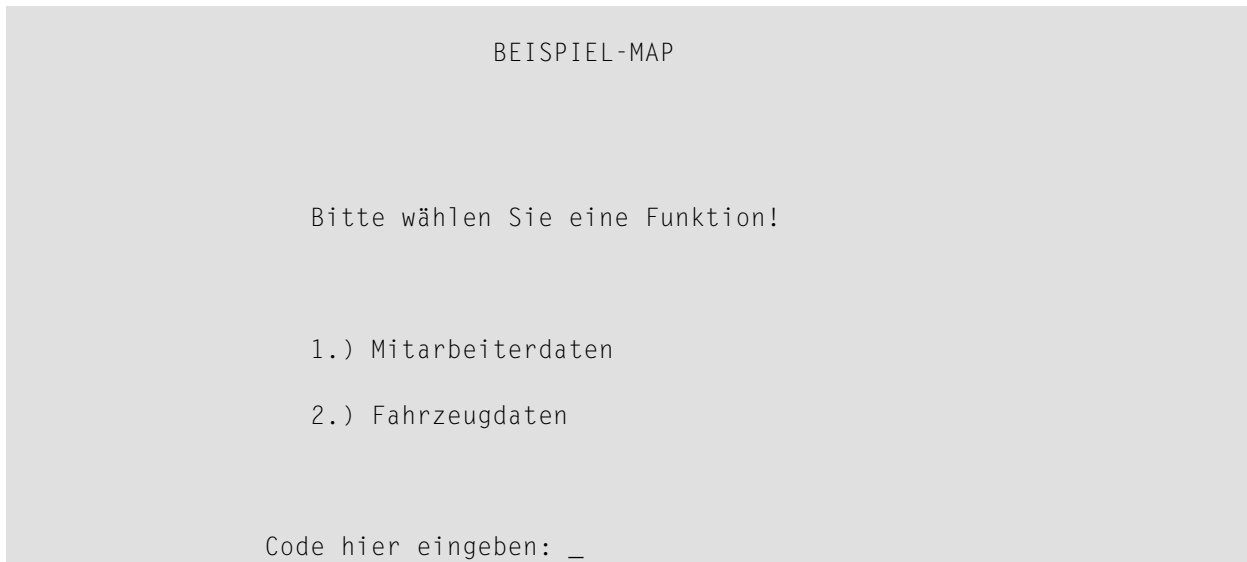 BEISPIEL-MAP
Bitte wählen Sie eine Funktion!
1.) Mitarbeiterdaten
2.) Fahrzeugdaten
Code hier eingeben: _